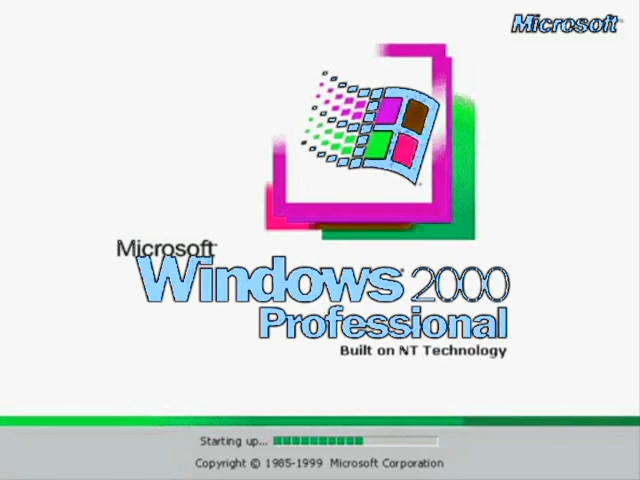 Microsoft
Microsoft
Windows 2000
Professional
Built on NT Technology
Starting up...
Copyright © 1985-1999 Microsoft Corporation